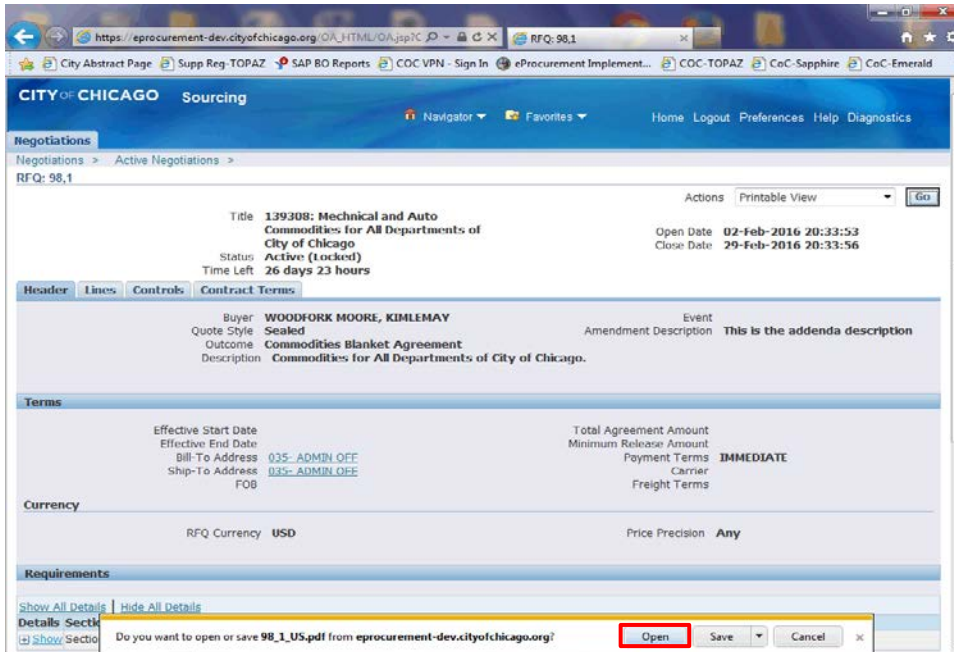 https://eprocurement-dev.cityofchicago.org/OA_HTML/OA.jsp?C
RFQ: 98,1
City Abstract Page Supp Reg-TOPAZ SAP BO Reports COC VPN - Sign In eProcurement Implement... COC-TOPAZ CoC-Sapphire CoC-Emerald
CITY OF CHICAGO Sourcing
Navigator Favorites Home Logout Preferences Help Diagnostics
Negotiations
Negotiations > Active Negotiations >
RFQ: 98,1
Actions Printable View Go
Title 139308: Mechnical and Auto
Commodities for All Departments of
City of Chicago
Open Date 02-Feb-2016 20:33:53
Close Date 29-Feb-2016 20:33:56
Status Active (Locked)
Time Left 26 days 23 hours
Header Lines Controls Contract Terms
Buyer WOODFORK MOORE, KIMLEMAY Event
Quote Style Sealed Amendment Description This is the addenda description
Outcome Commodities Blanket Agreement
Description Commodities for All Departments of City of Chicago.
Terms
Effective Start Date Total Agreement Amount
Effective End Date Minimum Release Amount
Bill-To Address 035- ADMIN OFF Payment Terms IMMEDIATE
Ship-To Address 035- ADMIN OFF Carrier
FOB Freight Terms
Currency
RFQ Currency USD Price Precision Any
Requirements
Show All Details | Hide All Details
Details Sectio
Show Sectio
Do you want to open or save 98_1_US.pdf from eprocurement-dev.cityofchicago.org? Open Save Cancel